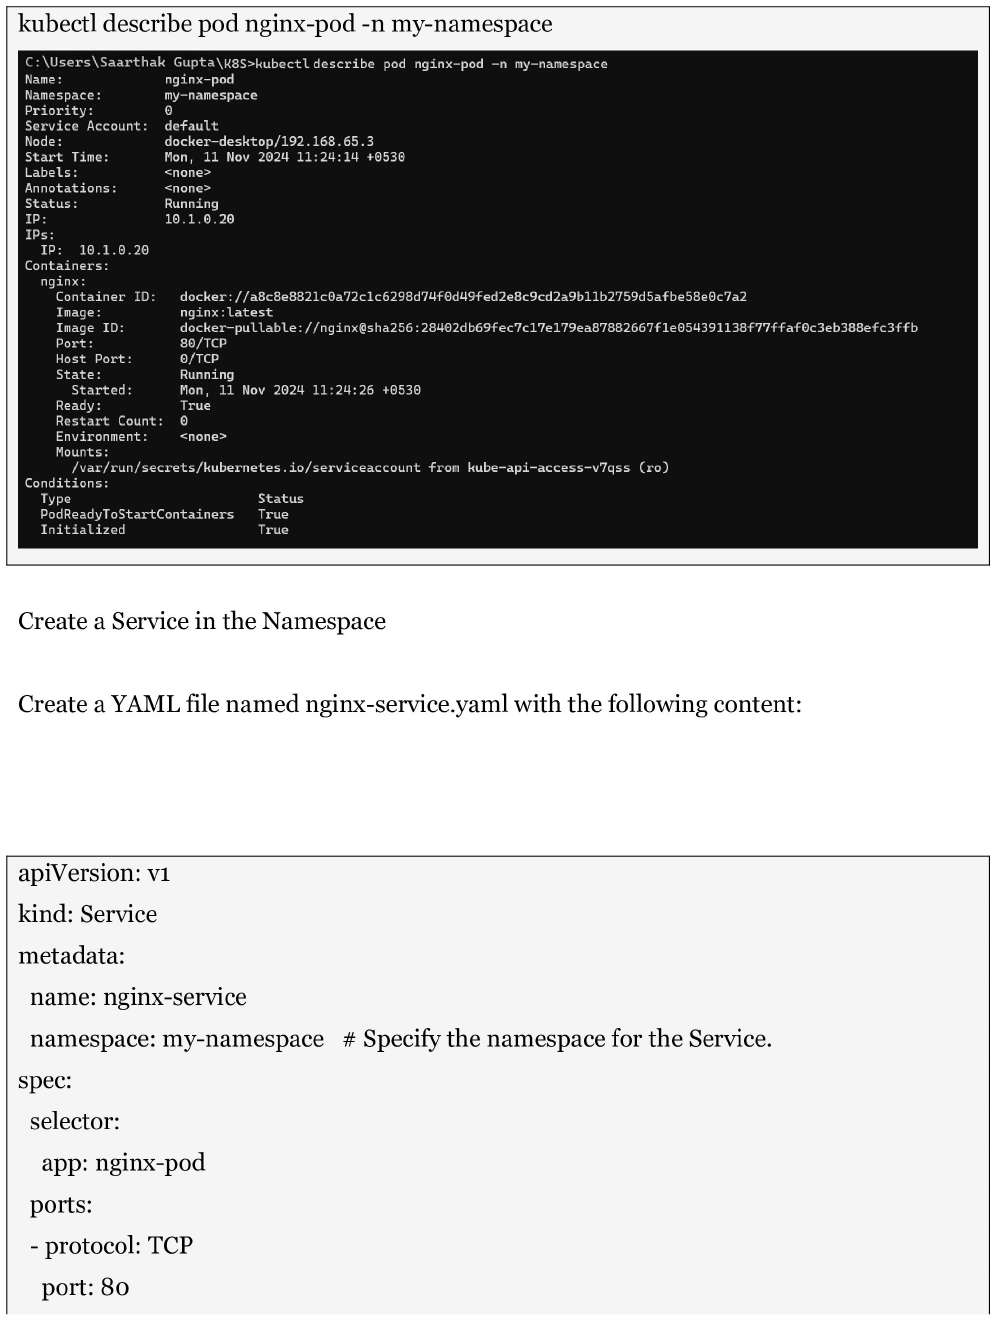 kubectl describe pod nginx-pod -n my-namespace
C:\Users\Saarthak Gupta\K8S>kubectl describe pod nginx-pod -n my-namespace
Name:             nginx-pod
Namespace:        my-namespace
Priority:         0
Service Account:  default
Node:             docker-desktop/192.168.65.3
Start Time:       Mon, 11 Nov 2024 11:24:14 +0530
Labels:           <none>
Annotations:      <none>
Status:           Running
IP:               10.1.0.20
IPs:
  IP:  10.1.0.20
Containers:
  nginx:
    Container ID:   docker://a8c8e8821c0a72c1c6298d74f0d49fed2e8c9cd2a9b11b2759d5afbe58e0c7a2
    Image:          nginx:latest
    Image ID:       docker-pullable://nginx@sha256:28402db69fec7c17e179ea87882667f1e054391138f77ffaf0c3eb388efc3ffb
    Port:           80/TCP
    Host Port:      0/TCP
    State:          Running
      Started:      Mon, 11 Nov 2024 11:24:26 +0530
    Ready:          True
    Restart Count:  0
    Environment:    <none>
    Mounts:
      /var/run/secrets/kubernetes.io/serviceaccount from kube-api-access-v7qss (ro)
Conditions:
  Type                        Status
  PodReadyToStartContainers   True
  Initialized                 True
Create a Service in the Namespace
Create a YAML file named nginx-service.yaml with the following content:
apiVersion: v1
kind: Service
metadata:
  name: nginx-service
  namespace: my-namespace   # Specify the namespace for the Service.
spec:
  selector:
    app: nginx-pod
  ports:
  - protocol: TCP
    port: 80